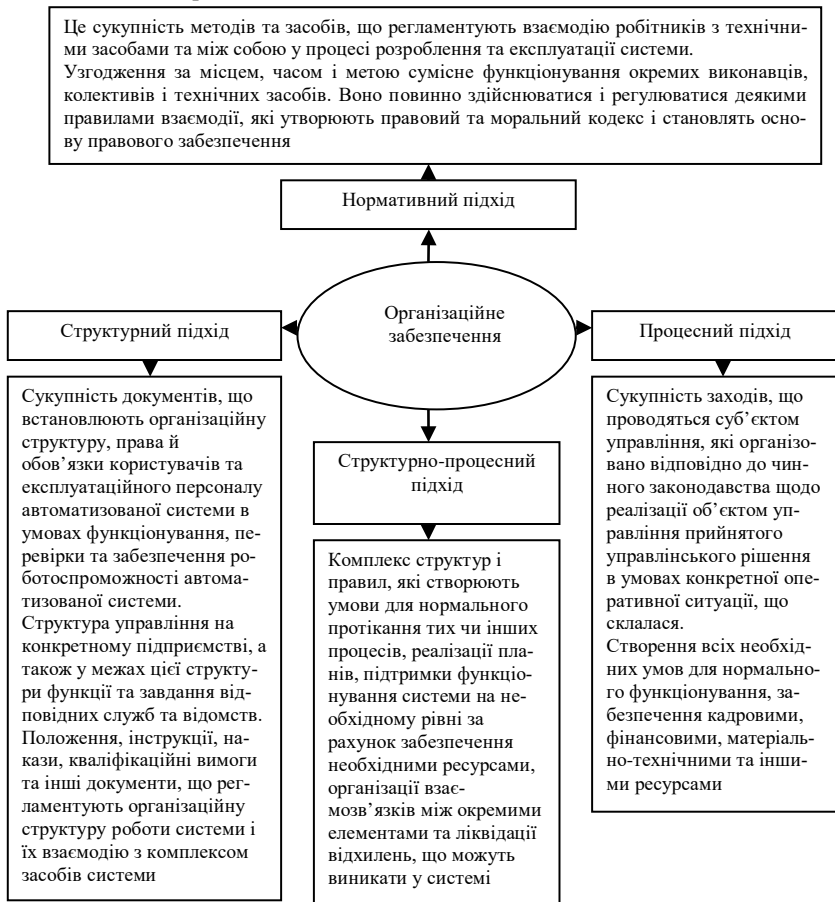 Це сукупність методів та засобів, що регламентують взаємодію робітників з технічни-
ми засобами та між собою у процесі розроблення та експлуатації системи.
Узгодження за місцем, часом і метою сумісне функціонування окремих виконавців,
колективів і технічних засобів. Воно повинно здійснюватися і регулюватися деякими
правилами взаємодії, які утворюють правовий та моральний кодекс і становлять осно-
ву правового забезпечення
Нормативний підхід
Організаційне
забезпечення
Структурний підхід
Процесний підхід
Сукупність документів, що
встановлюють організаційну
структуру, права й
обов’язки користувачів та
експлуатаційного персоналу
автоматизованої системи в
умовах функціонування, пе-
ревірки та забезпечення ро-
ботоспроможності автома-
тизованої системи.
Структура управління на
конкретному підприємстві, а
також у межах цієї структу-
ри функції та завдання від-
повідних служб та відомств.
Положення, інструкції, на-
кази, кваліфікаційні вимоги
та інші документи, що рег-
ламентують організаційну
структуру роботи системи і
їх взаємодію з комплексом
засобів системи
Структурно-процесний
підхід
Комплекс структур і
правил, які створюють
умови для нормального
протікання тих чи інших
процесів, реалізації пла-
нів, підтримки функціо-
нування системи на не-
обхідному рівні за
рахунок забезпечення
необхідними ресурсами,
організації взає-
мозв’язків між окремими
елементами та ліквідації
відхилень, що можуть
виникати у системі
Сукупність заходів, що
проводяться суб’єктом
управління, які організо-
вано відповідно до чин-
ного законодавства щодо
реалізації об’єктом уп-
равління прийнятого
управлінського рішення
в умовах конкретної опе-
ративної ситуації, що
склалася.
Створення всіх необхід-
них умов для нормально-
го функціонування, за-
безпечення кадровими,
фінансовими, матеріаль-
но-технічними та інши-
ми ресурсами